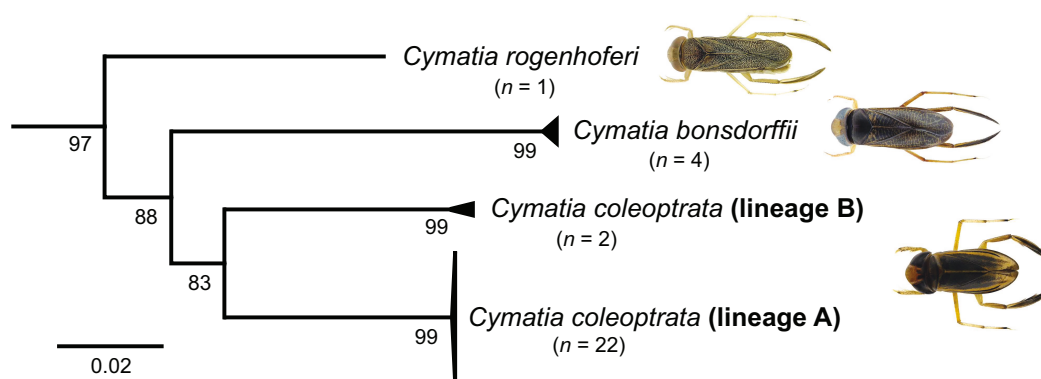 Cymatia rogenhoferi
(n = 1)
97
Cymatia bonsdorffii
99
(n = 4)
88
Cymatia coleoptrata (lineage B)
99
(n = 2)
83
Cymatia coleoptrata (lineage A)
99
(n = 22)
0.02